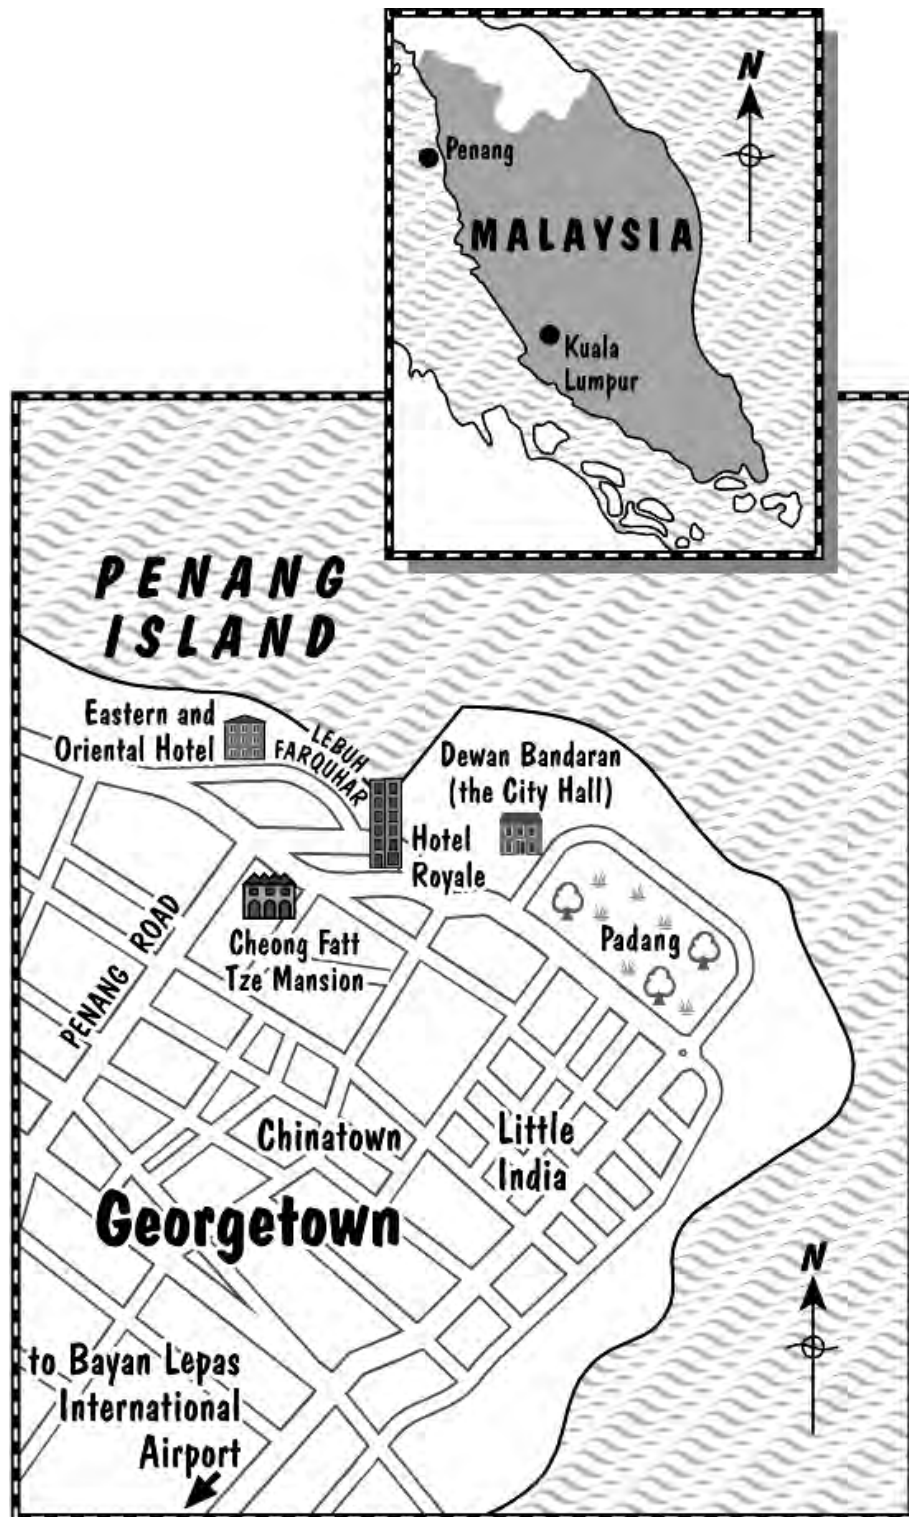 N
Penang
MALAYSIA
Kuala
Lumpur
PENANG
ISLAND
Eastern and
Oriental Hotel
LEBUH
FARQUHAR
Dewan Bandaran
(the City Hall)
Hotel
Royale
PENANG ROAD
Cheong Fatt
Tze Mansion
Padang
Chinatown
Little
India
Georgetown
N
to Bayan Lepas
International
Airport